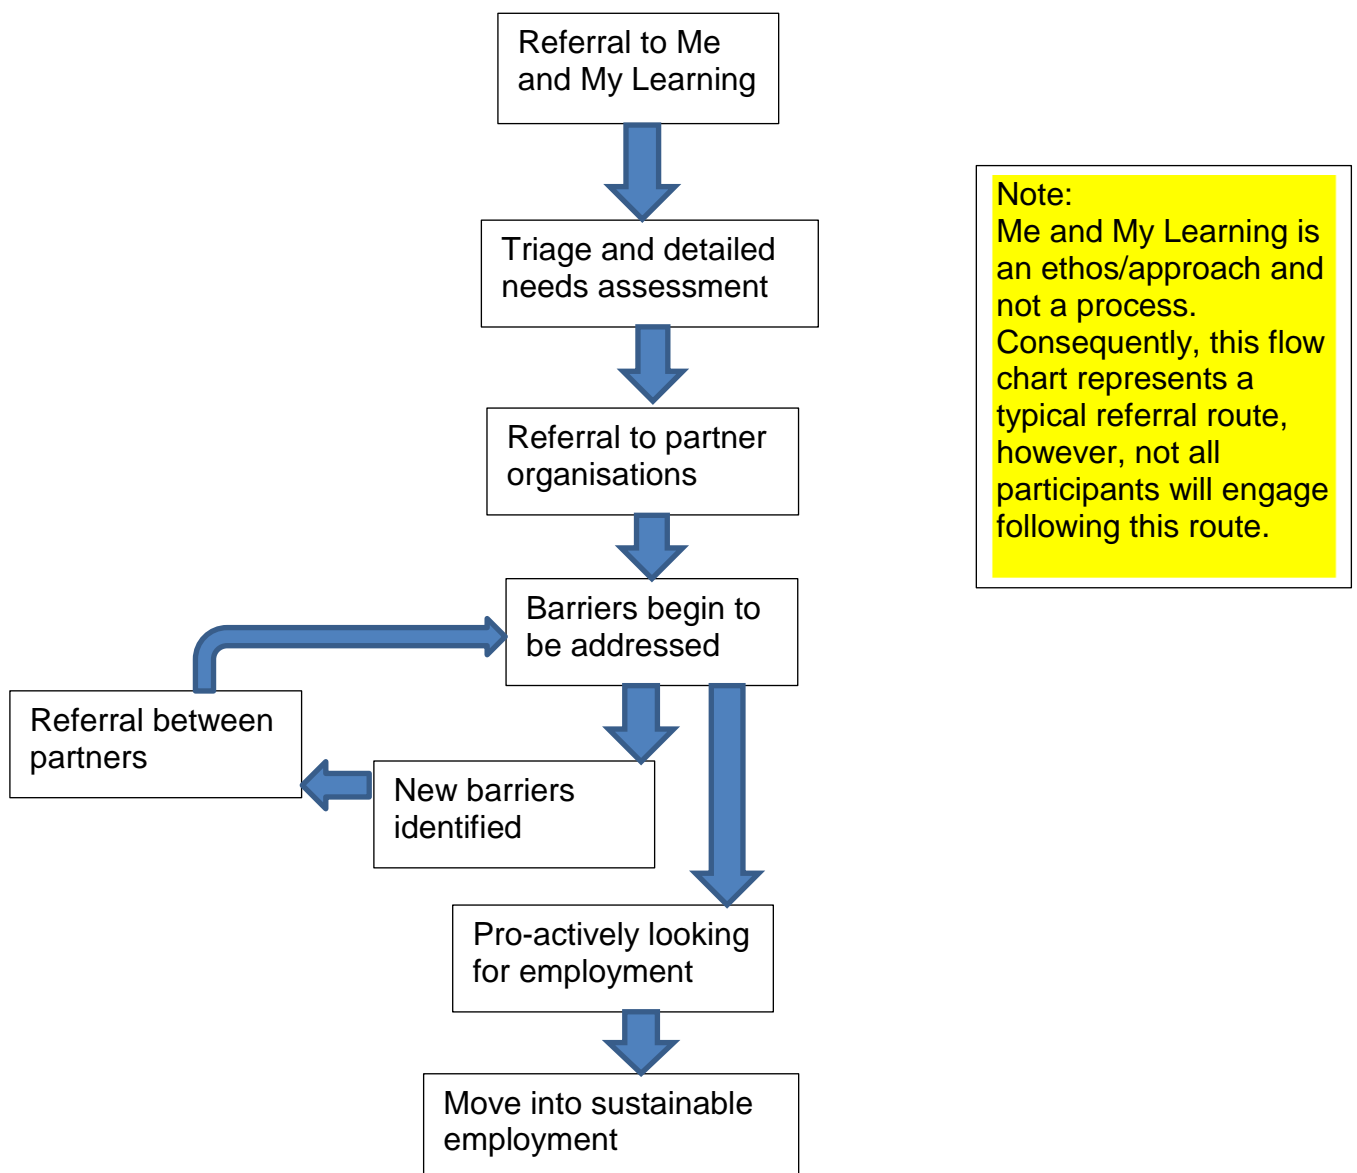 Referral to Me
and My Learning
Triage and detailed
needs assessment
Note:
Me and My Learning is
an ethos/approach and
not a process.
Consequently, this flow
chart represents a
typical referral route,
however, not all
participants will engage
following this route.
Referral to partner
organisations
Barriers begin to
be addressed
Referral between
partners
New barriers
identified
Pro-actively looking
for employment
Move into sustainable
employment